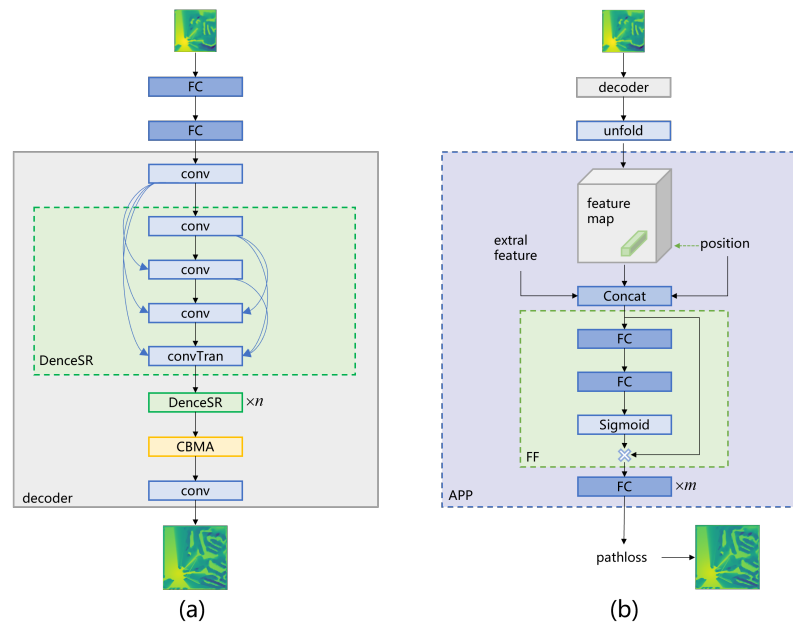 FC
FC
conv
conv
conv
conv
convTran
DenceSR
DenceSR ×n
CBMA
conv
decoder
(a)
decoder
unfold
feature
map
extral
feature
position
Concat
FC
FC
Sigmoid
FF
FC ×m
APP
pathloss
(b)